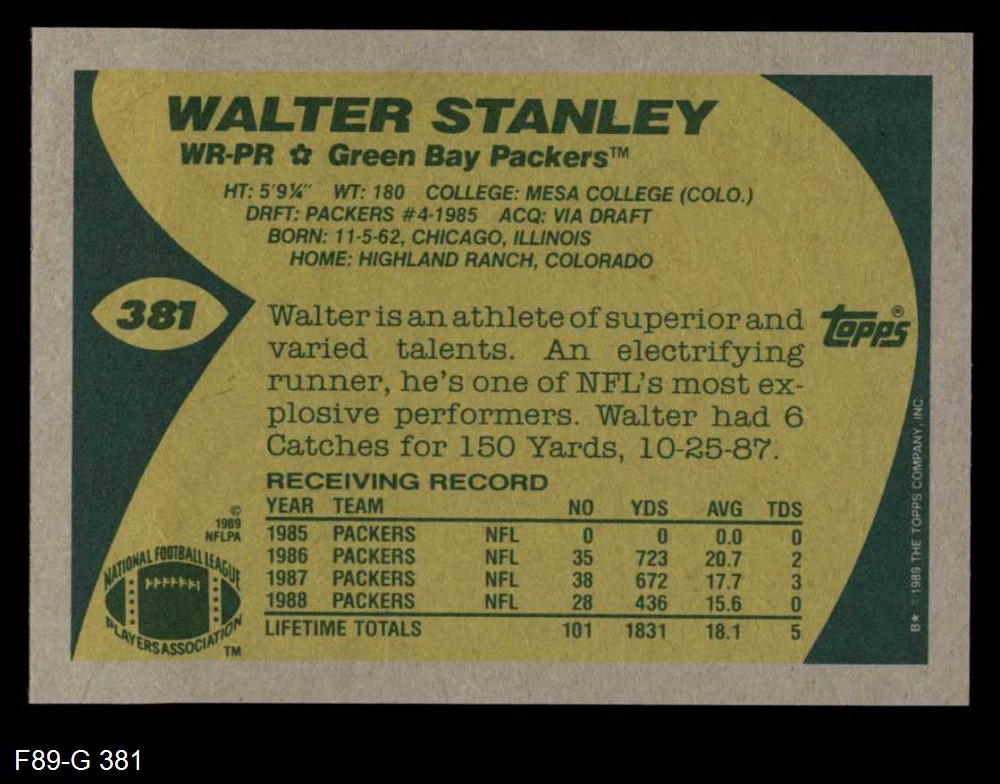 WALTER STANLEY
WR-PR ✿ Green Bay Packers™
HT: 5'9¼" WT: 180 COLLEGE: MESA COLLEGE (COLO.)
DRFT: PACKERS #4-1985 ACQ: VIA DRAFT
BORN: 11-5-62, CHICAGO, ILLINOIS
HOME: HIGHLAND RANCH, COLORADO
381
Walter is an athlete of superior and
varied talents. An electrifying
runner, he's one of NFL's most ex-
plosive performers. Walter had 6
Catches for 150 Yards, 10-25-87.
topps®
RECEIVING RECORD
YEAR TEAM NO YDS AVG TDS
1985 PACKERS NFL 0 0 0.0 0
1986 PACKERS NFL 35 723 20.7 2
1987 PACKERS NFL 38 672 17.7 3
1988 PACKERS NFL 28 436 15.6 0
LIFETIME TOTALS 101 1831 18.1 5
©
1989
NFLPA
NATIONAL FOOTBALL LEAGUE
PLAYERS ASSOCIATION
TM
B★ 1989 THE TOPPS COMPANY, INC.
F89-G 381